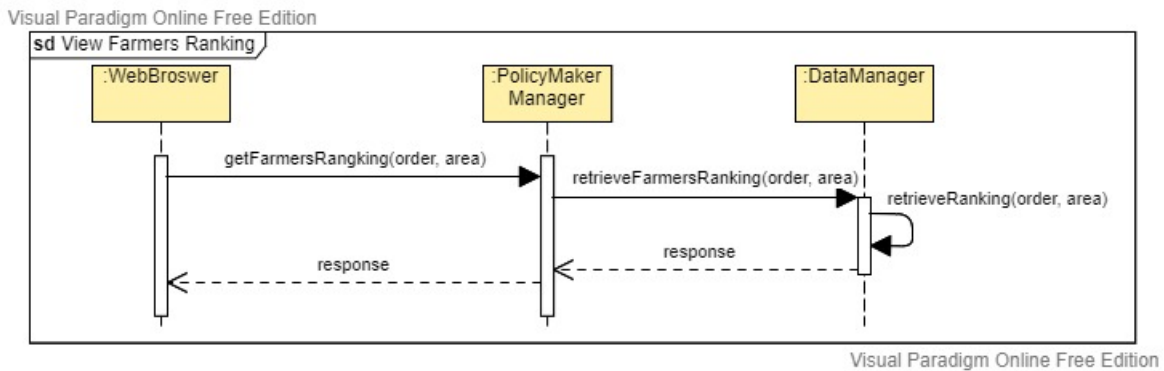 Visual Paradigm Online Free Edition
sd View Farmers Ranking
:WebBroswer
:PolicyMaker
Manager
:DataManager
getFarmersRangking(order, area)
retrieveFarmersRanking(order, area)
retrieveRanking(order, area)
response
response
Visual Paradigm Online Free Edition